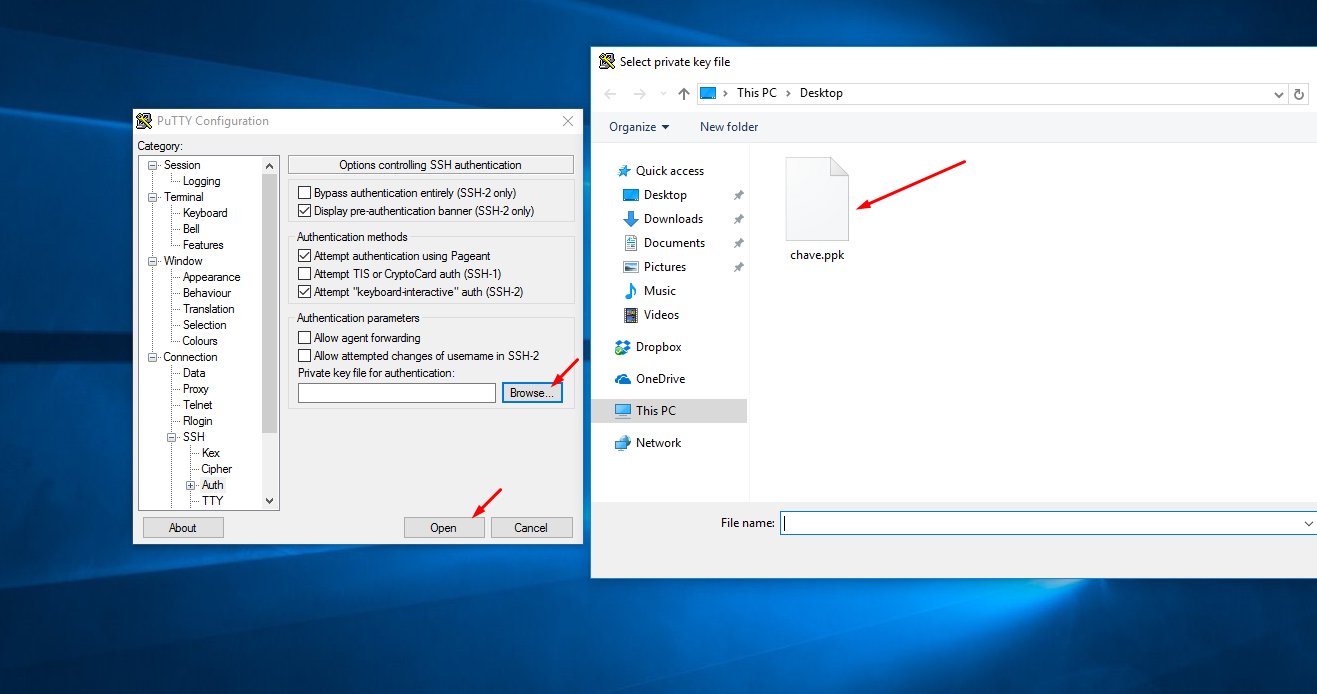 PuTTY Configuration
Category:
Session
Logging
Terminal
Keyboard
Bell
Features
Window
Appearance
Behaviour
Translation
Selection
Colours
Connection
Data
Proxy
Telnet
Rlogin
SSH
Kex
Cipher
Auth
TTY
Options controlling SSH authentication
Bypass authentication entirely (SSH-2 only)
Display pre-authentication banner (SSH-2 only)
Authentication methods
Attempt authentication using Pageant
Attempt TIS or CryptoCard auth (SSH-1)
Attempt "keyboard-interactive" auth (SSH-2)
Authentication parameters
Allow agent forwarding
Allow attempted changes of username in SSH-2
Private key file for authentication:
Browse...
About
Open
Cancel
Select private key file
This PC > Desktop
Organize
New folder
Quick access
Desktop
Downloads
Documents
Pictures
Music
Videos
Dropbox
OneDrive
This PC
Network
chave.ppk
File name: